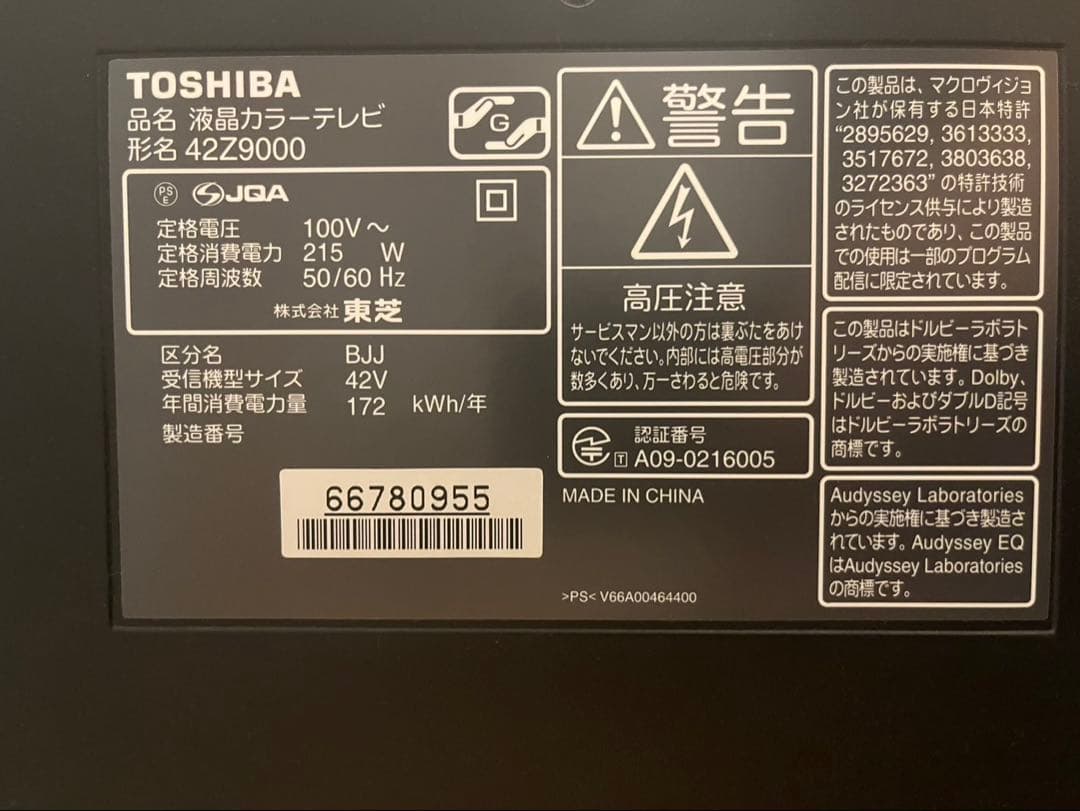 TOSHIBA
品名 液晶カラーテレビ
形名 42Z9000
G
PS
E
JQA
定格電圧 100V～
定格消費電力 215 W
定格周波数 50/60 Hz
株式会社 東芝
区分名 BJJ
受信機型サイズ 42V
年間消費電力量 172 kWh/年
製造番号
66780955
警告
高圧注意
サービスマン以外の方は裏ぶたをあけ
ないでください。内部には高電圧部分が
数多くあり、万一さわると危険です。
認証番号
T A09-0216005
MADE IN CHINA
>PS< V66A00464400
この製品は、マクロヴィジョ
ン社が保有する日本特許
“2895629, 3613333,
3517672, 3803638,
3272363” の特許技術
のライセンス供与により製造
されたものであり、この製品
での使用は一部のプログラム
配信に限定されています。
この製品はドルビーラボラト
リーズからの実施権に基づき
製造されています。Dolby、
ドルビーおよびダブルD記号
はドルビーラボラトリーズの
商標です。
Audyssey Laboratories
からの実施権に基づき製造さ
れています。Audyssey EQ
はAudyssey Laboratories
の商標です。